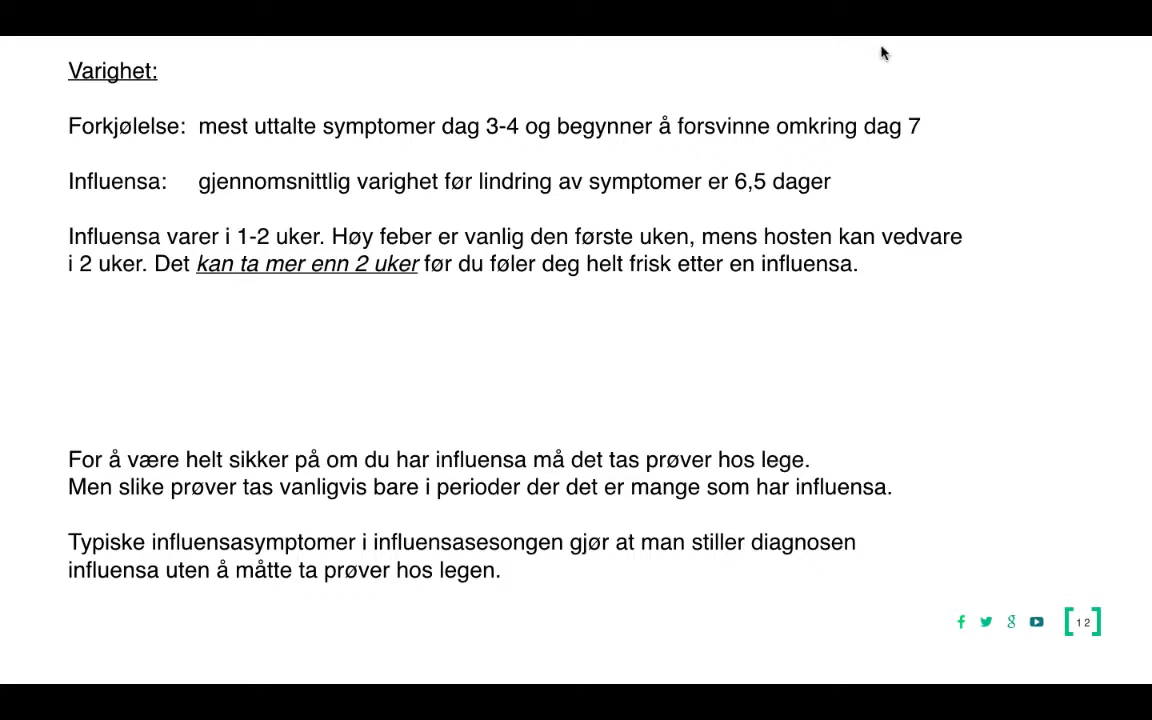 Varighet:
Forkjølelse: mest uttalte symptomer dag 3-4 og begynner å forsvinne omkring dag 7
Influensa: gjennomsnittlig varighet før lindring av symptomer er 6,5 dager
Influensa varer i 1-2 uker. Høy feber er vanlig den første uken, mens hosten kan vedvare
i 2 uker. Det kan ta mer enn 2 uker før du føler deg helt frisk etter en influensa.
For å være helt sikker på om du har influensa må det tas prøver hos lege.
Men slike prøver tas vanligvis bare i perioder der det er mange som har influensa.
Typiske influensasymptomer i influensasesongen gjør at man stiller diagnosen
influensa uten å måtte ta prøver hos legen.
[12]